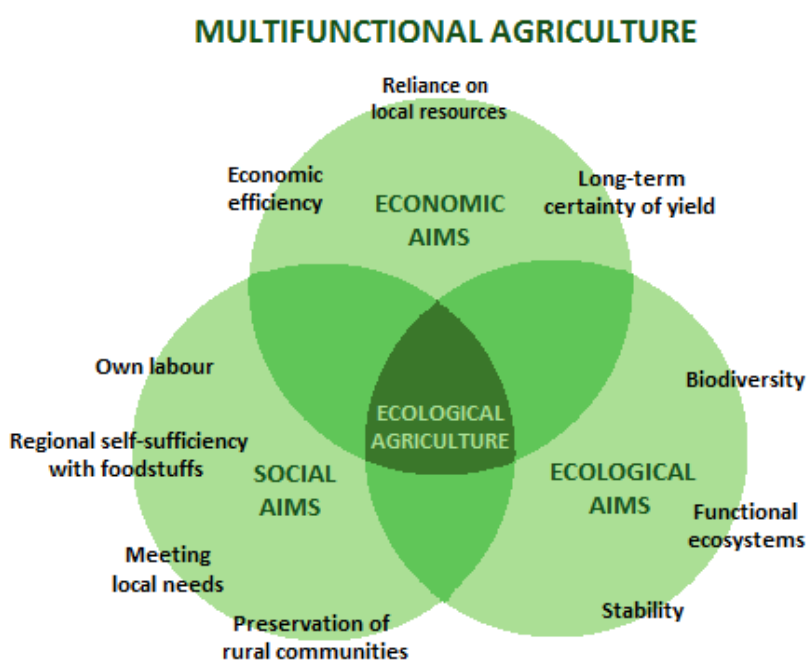 MULTIFUNCTIONAL AGRICULTURE
Reliance on
local resources
Economic
efficiency
ECONOMIC
AIMS
Long-term
certainty of yield
Own labour
Biodiversity
ECOLOGICAL
AGRICULTURE
Regional self-sufficiency
with foodstuffs
SOCIAL
AIMS
ECOLOGICAL
AIMS
Functional
ecosystems
Meeting
local needs
Stability
Preservation of
rural communities